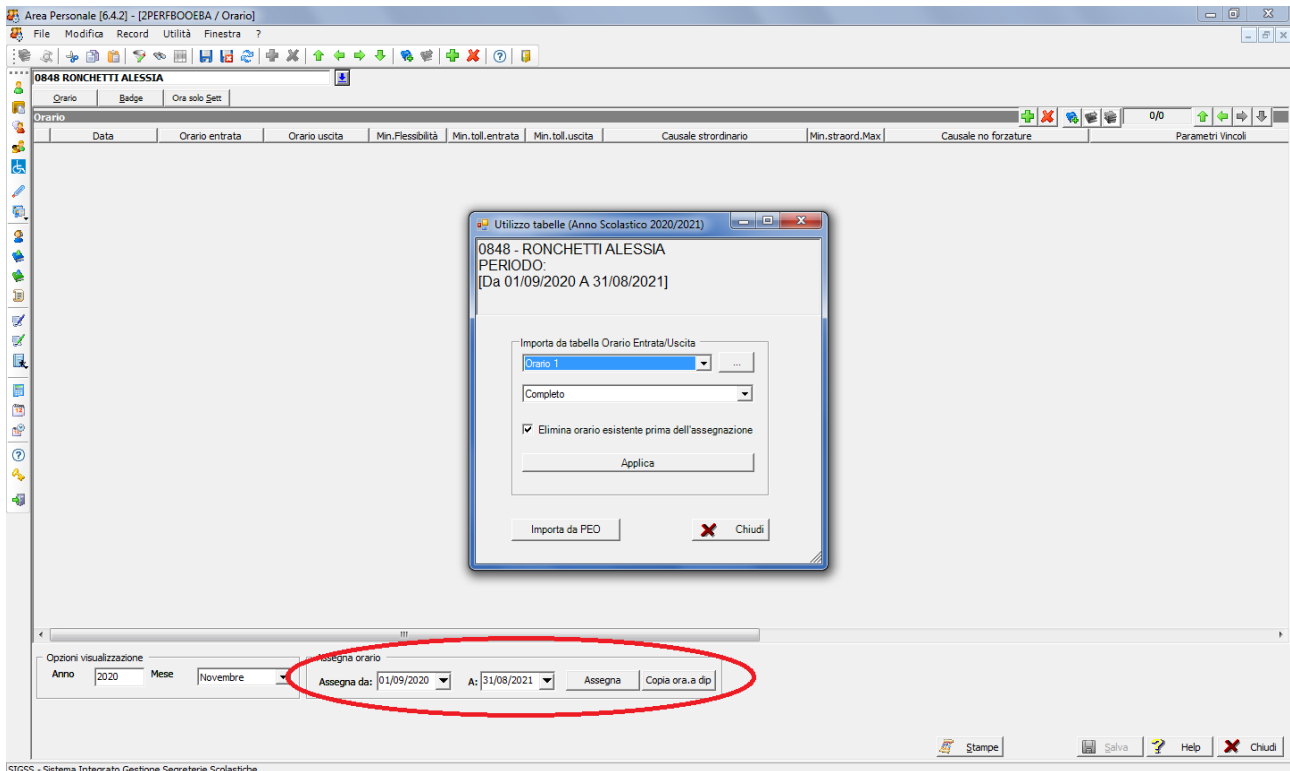 Area Personale [6.4.2] - [2PERFBOOEBA / Orario]
File Modifica Record Utilità Finestra ?
0848 RONCHETTI ALESSIA
Orario Badge Ora solo Sett
Orario 0/0
Data Orario entrata Orario uscita Min.Flessibilità Min.toll.entrata Min.toll.uscita Causale strordinario Min.straord.Max Causale no forzature Parametri Vincoli
Utilizzo tabelle (Anno Scolastico 2020/2021)
0848 - RONCHETTI ALESSIA
PERIODO:
[Da 01/09/2020 A 31/08/2021]
Importa da tabella Orario Entrata/Uscita
Orario 1 ...
Completo
Elimina orario esistente prima dell'assegnazione
Applica
Importa da PEO Chiudi
Opzioni visualizzazione Assegna orario
Anno 2020 Mese Novembre Assegna da: 01/09/2020 A: 31/08/2021 Assegna Copia ora.a dip
Stampe Salva Help Chiudi
SIGSS - Sistema Integrato Gestione Segreterie Scolastiche